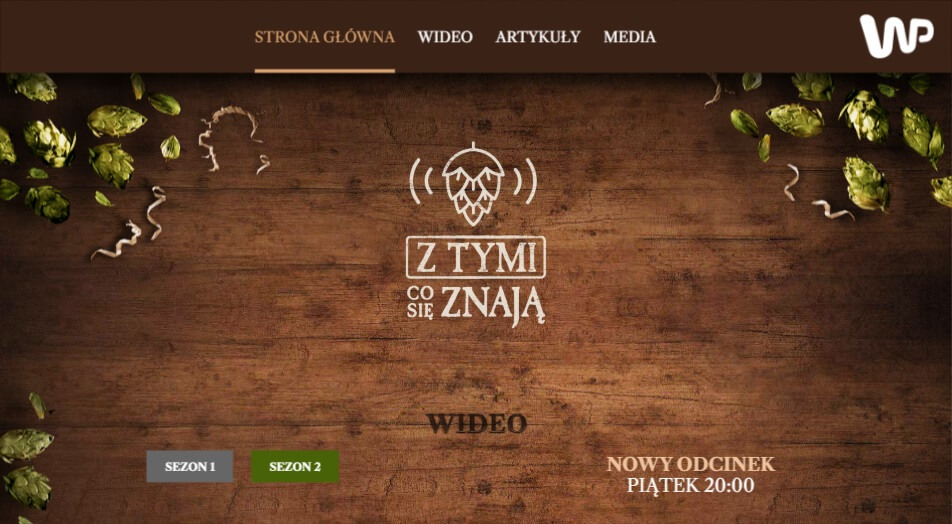 STRONA GŁÓWNA WIDEO ARTYKUŁY MEDIA
WP
Z TYMI
CO SIĘ ZNAJĄ
WIDEO
SEZON 1 SEZON 2
NOWY ODCINEK
PIĄTEK 20:00